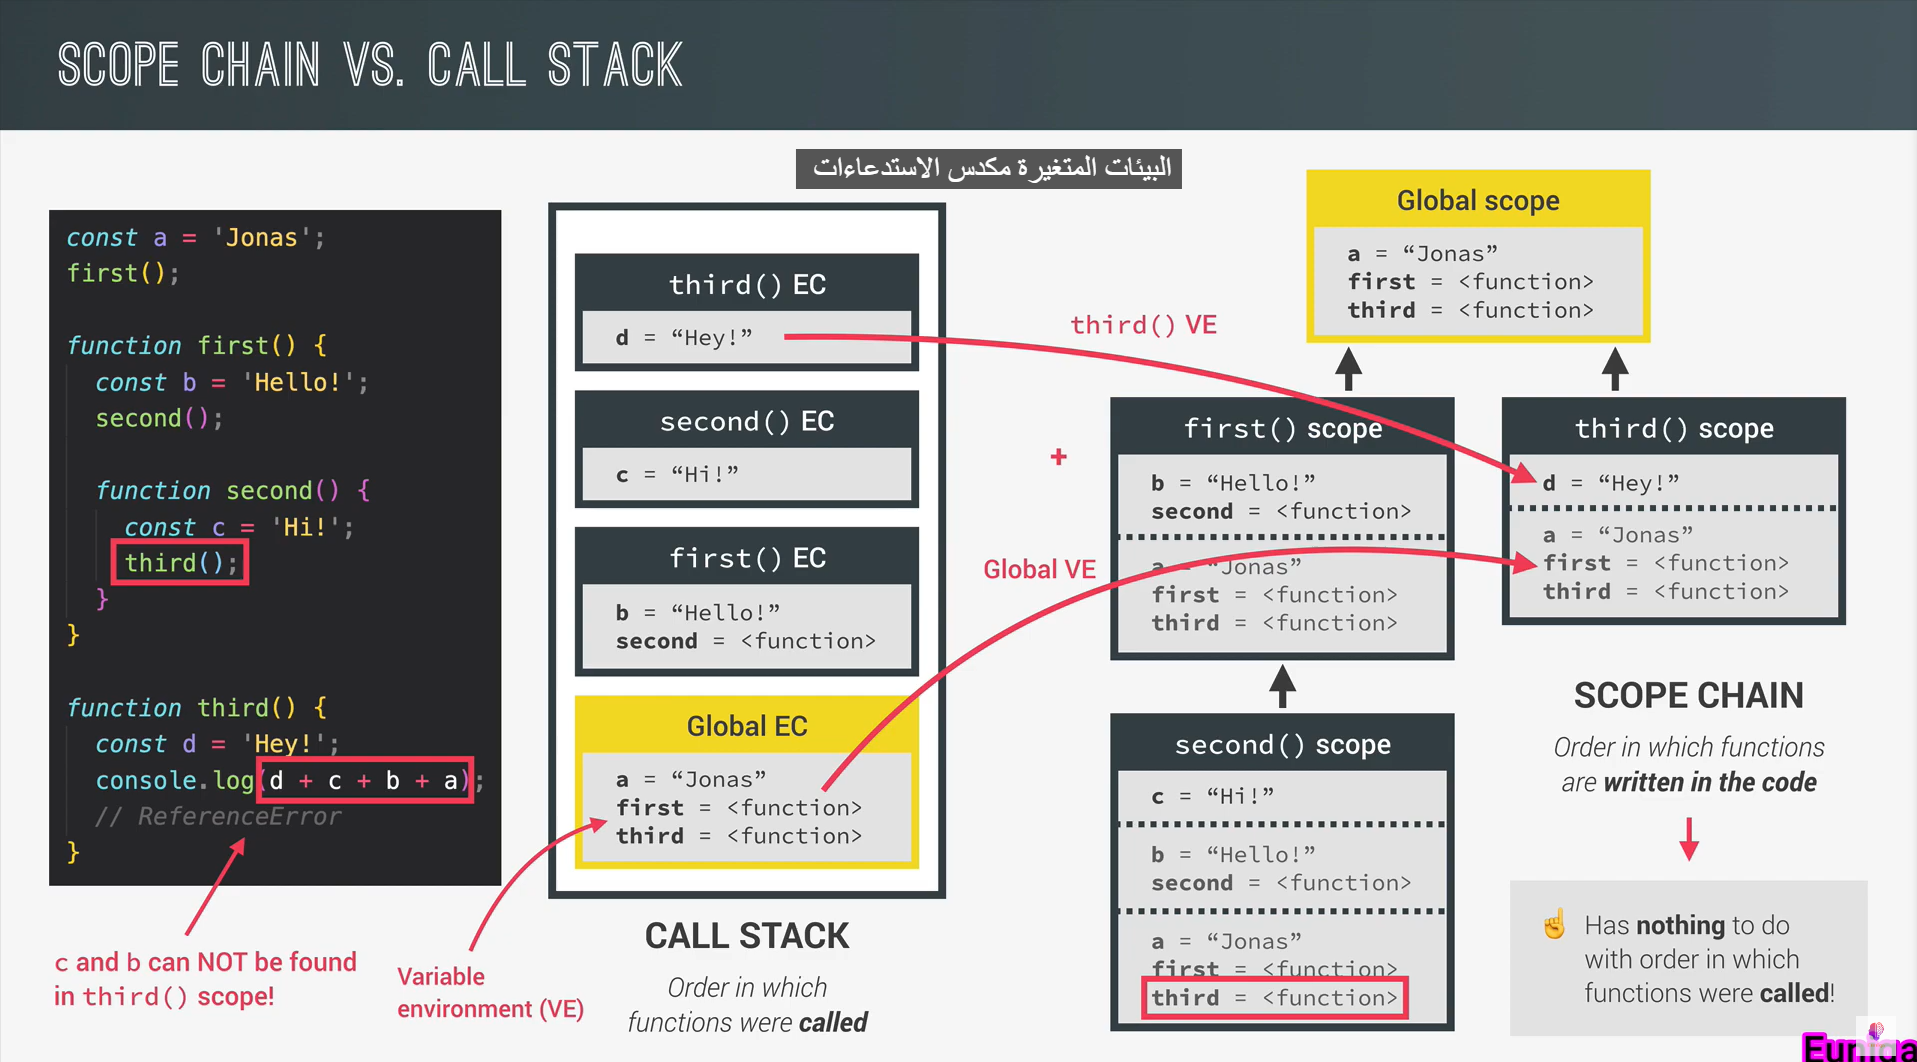 SCOPE CHAIN VS. CALL STACK
البيئات المتغيرة مكدس الاستدعاءات
const a = 'Jonas';
first();
function first() {
const b = 'Hello!';
second();
function second() {
const c = 'Hi!';
third();
}
}
function third() {
const d = 'Hey!';
console.log(d + c + b + a);
// ReferenceError
}
c and b can NOT be found
in third() scope!
Variable
environment (VE)
third() EC
d = “Hey!”
second() EC
c = “Hi!”
first() EC
b = “Hello!”
second = <function>
Global EC
a = “Jonas”
first = <function>
third = <function>
CALL STACK
Order in which
functions were called
third() VE
+
Global VE
Global scope
a = “Jonas”
first = <function>
third = <function>
first() scope
b = “Hello!”
second = <function>
a = “Jonas”
first = <function>
third = <function>
second() scope
c = “Hi!”
b = “Hello!”
second = <function>
a = “Jonas”
first = <function>
third = <function>
third() scope
d = “Hey!”
a = “Jonas”
first = <function>
third = <function>
SCOPE CHAIN
Order in which functions
are written in the code
☝️ Has nothing to do
with order in which
functions were called!